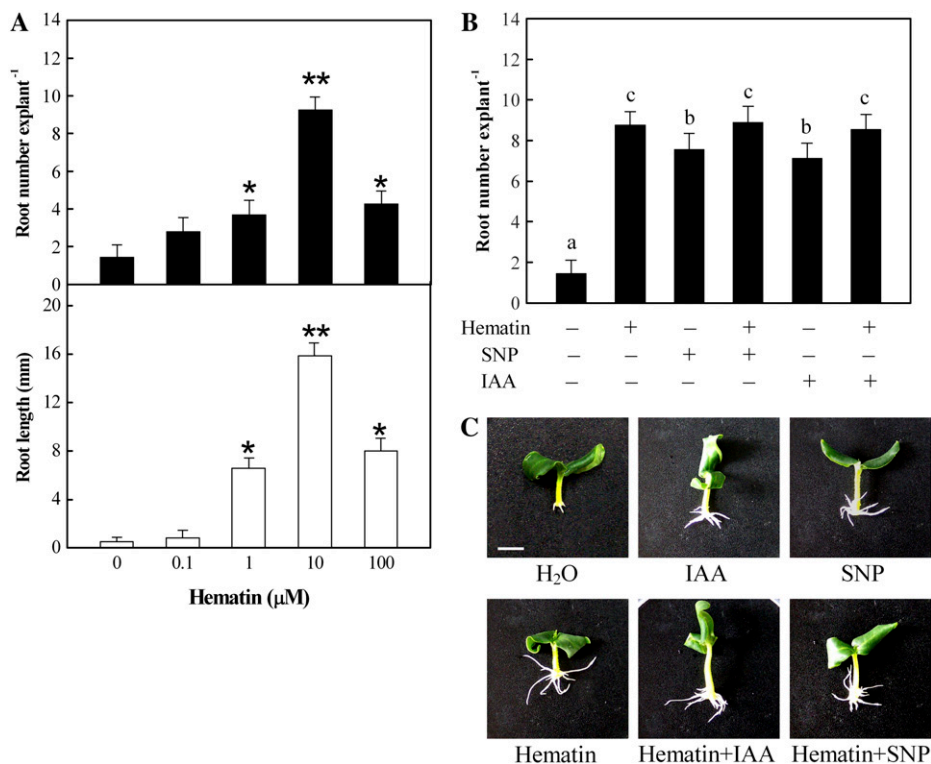 A
14
12
10
8
6
4
2
0
Root number explant⁻¹
*
**
*
20
16
12
8
4
0
Root length (mm)
*
**
*
0 0.1 1 10 100
Hematin (μM)
B
14
12
10
8
6
4
2
0
Root number explant⁻¹
a c b c b c
Hematin − + − + − +
SNP − − + + − −
IAA − − − − + +
C
H₂O IAA SNP
Hematin Hematin+IAA Hematin+SNP